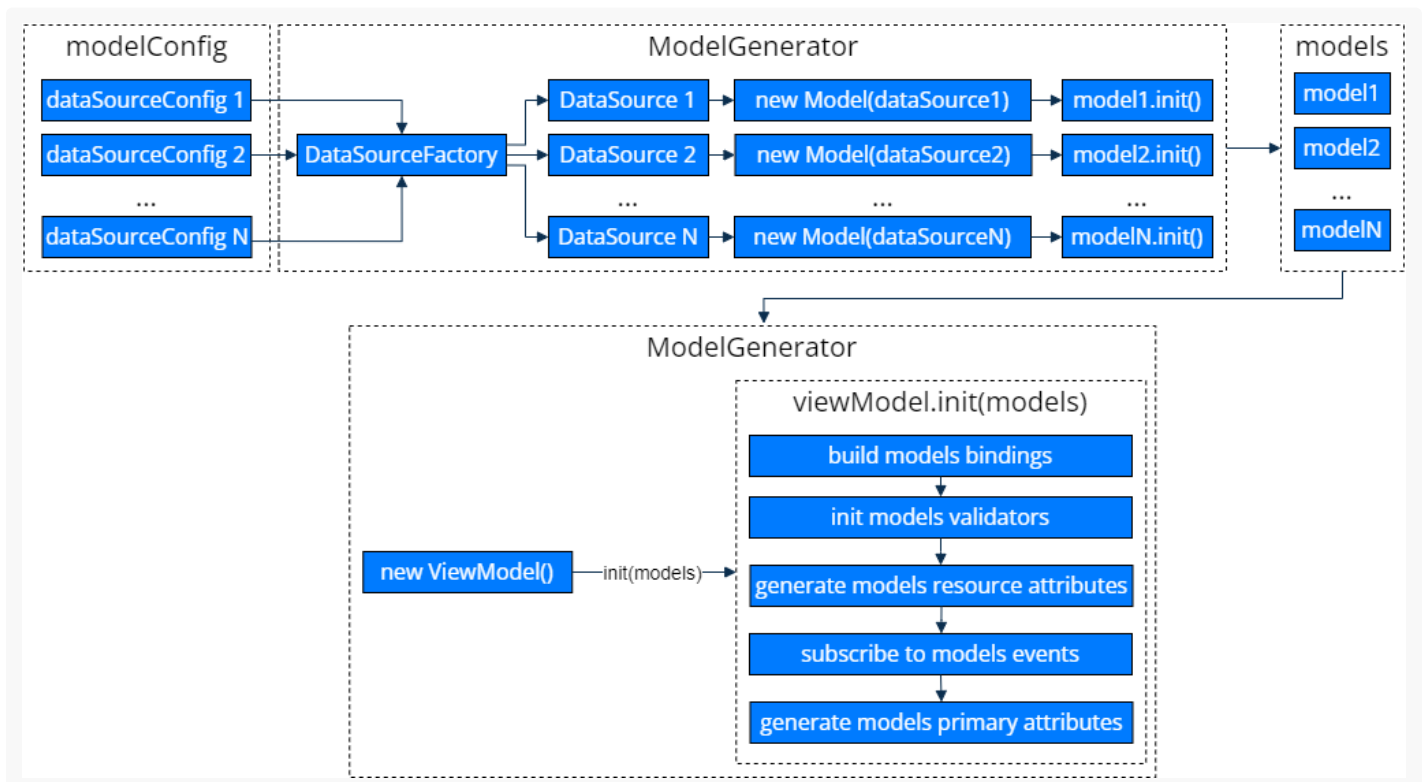 modelConfig
dataSourceConfig 1
dataSourceConfig 2
...
dataSourceConfig N
ModelGenerator
DataSourceFactory
DataSource 1
new Model(dataSource1)
model1.init()
DataSource 2
new Model(dataSource2)
model2.init()
...
...
...
DataSource N
new Model(dataSourceN)
modelN.init()
models
model1
model2
...
modelN
ModelGenerator
new ViewModel()
init(models)
viewModel.init(models)
build models bindings
init models validators
generate models resource attributes
subscribe to models events
generate models primary attributes